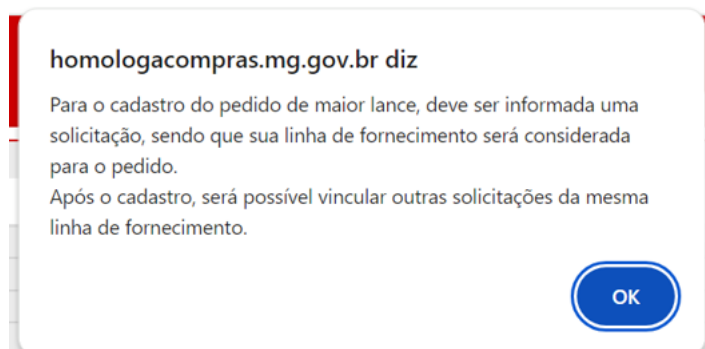 homologacompras.mg.gov.br diz
Para o cadastro do pedido de maior lance, deve ser informada uma
solicitação, sendo que sua linha de fornecimento será considerada
para o pedido.
Após o cadastro, será possível vincular outras solicitações da mesma
linha de fornecimento.
OK